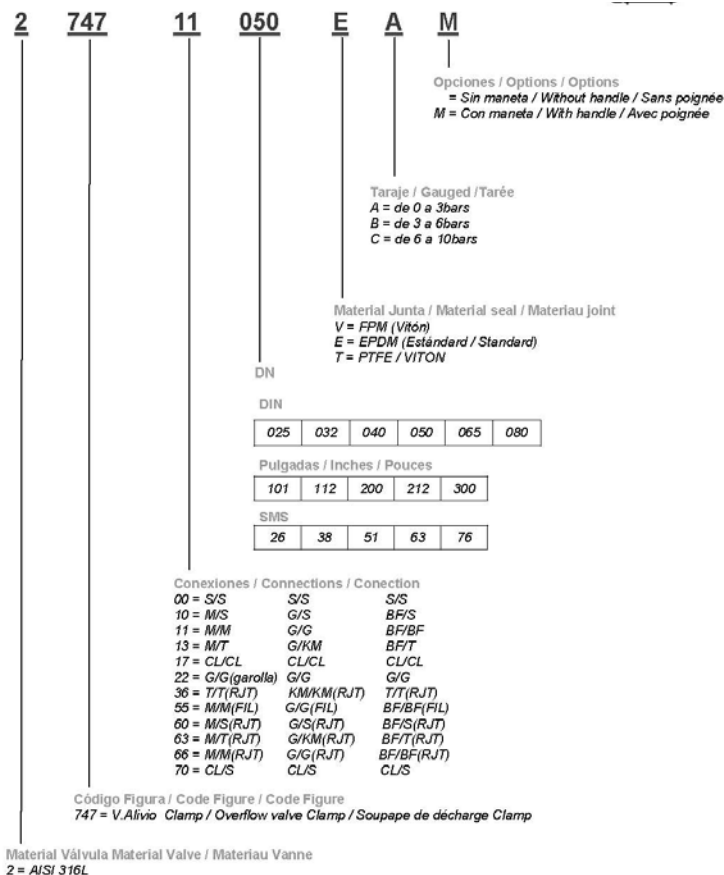 2 747 11 050 E A M
Opciones / Options / Options
= Sin maneta / Without handle / Sans poignée
M = Con maneta / With handle / Avec poignée
Taraje / Gauged /Tarée
A = de 0 a 3bars
B = de 3 a 6bars
C = de 6 a 10bars
Material Junta / Material seal / Materiau joint
V = FPM (Vitón)
E = EPDM (Estándard / Standard)
T = PTFE / VITON
DN
DIN
025 032 040 050 065 080
Pulgadas / Inches / Pouces
101 112 200 212 300
SMS
26 38 51 63 76
Conexiones / Connections / Conection
00 = S/S S/S S/S
10 = M/S G/S BF/S
11 = M/M G/G BF/BF
13 = M/T G/KM BF/T
17 = CL/CL CL/CL CL/CL
22 = G/G(garolla) G/G G/G
36 = T/T(RJT) KM/KM(RJT) T/T(RJT)
55 = M/M(FIL) G/G(FIL) BF/BF(FIL)
60 = M/S(RJT) G/S(RJT) BF/S(RJT)
63 = M/T(RJT) G/KM(RJT) BF/T(RJT)
66 = M/M(RJT) G/G(RJT) BF/BF(RJT)
70 = CL/S CL/S CL/S
Código Figura / Code Figure / Code Figure
747 = V.Alivio Clamp / Overflow valve Clamp / Soupape de décharge Clamp
Material Válvula Material Valve / Materiau Vanne
2 = AISI 316L